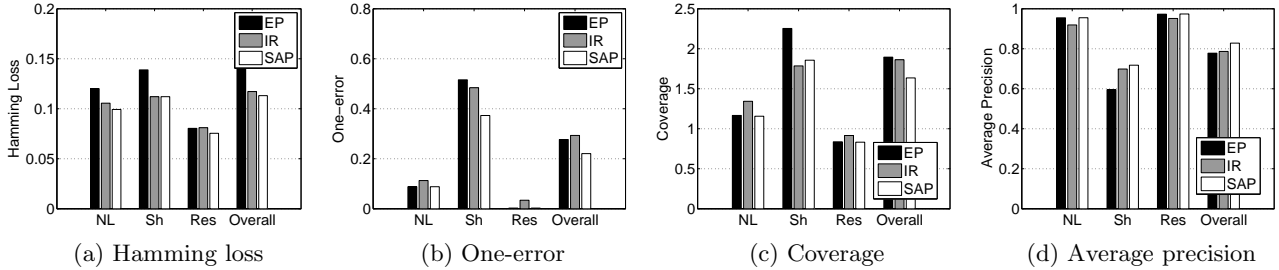 0.2
0.15
0.1
0.05
0
Hamming Loss
NL Sh Res Overall
EP
IR
SAP
(a) Hamming loss
0.8
0.6
0.4
0.2
0
One−error
NL Sh Res Overall
EP
IR
SAP
(b) One-error
2.5
2
1.5
1
0.5
0
Coverage
NL Sh Res Overall
EP
IR
SAP
(c) Coverage
1
0.8
0.6
0.4
0.2
0
Average Precision
NL Sh Res Overall
EP
IR
SAP
(d) Average precision